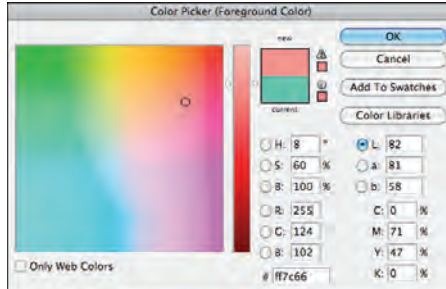 Color Picker (Foreground Color)
new
current
OK
Cancel
Add To Swatches
Color Libraries
H: 8 °
L: 82
S: 60 %
a: 81
B: 100 %
b: 58
R: 255
C: 0 %
G: 124
M: 71 %
B: 102
Y: 47 %
# ff7c66
K: 0 %
Only Web Colors